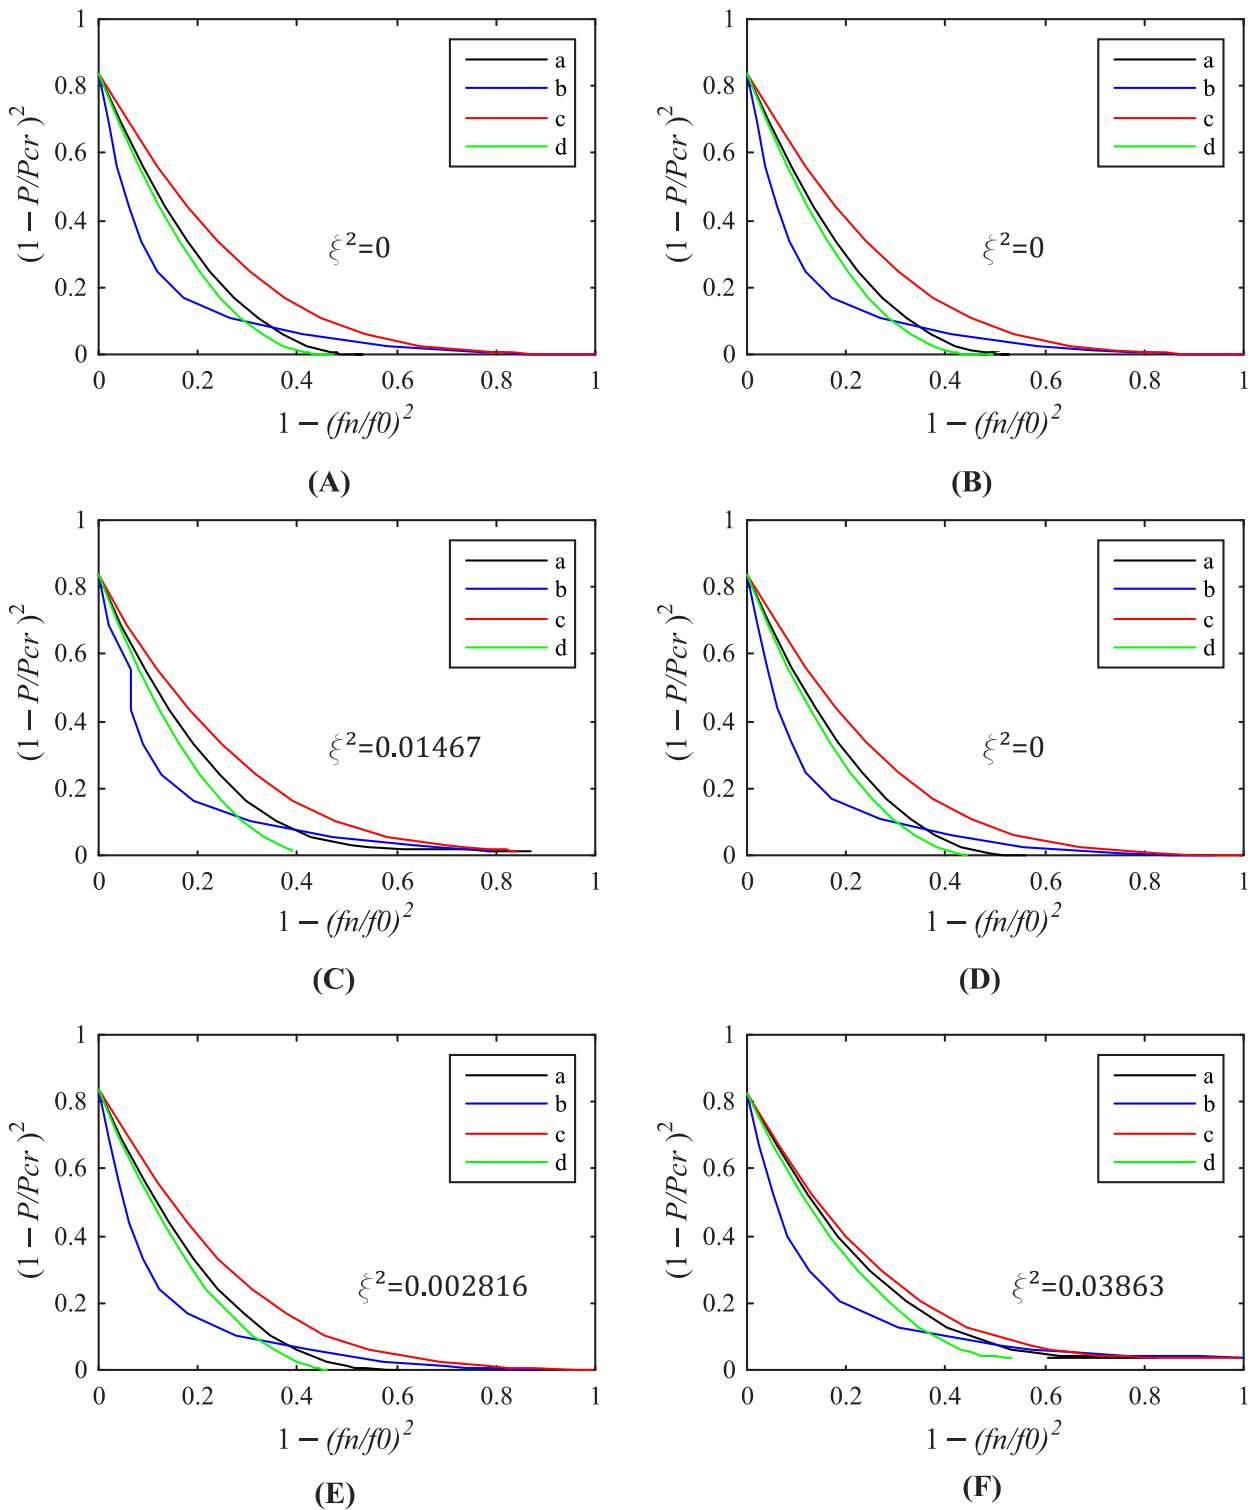 1
0.8
0.6
0.4
0.2
0
(1 − P/Pcr )²
a
b
c
d
ξ²=0
0 0.2 0.4 0.6 0.8 1
1 − (fn/f0)²
(A)
1
0.8
0.6
0.4
0.2
0
(1 − P/Pcr )²
a
b
c
d
ξ²=0
0 0.2 0.4 0.6 0.8 1
1 − (fn/f0)²
(B)
1
0.8
0.6
0.4
0.2
0
(1 − P/Pcr )²
a
b
c
d
ξ²=0.01467
0 0.2 0.4 0.6 0.8 1
1 − (fn/f0)²
(C)
1
0.8
0.6
0.4
0.2
0
(1 − P/Pcr )²
a
b
c
d
ξ²=0
0 0.2 0.4 0.6 0.8 1
1 − (fn/f0)²
(D)
1
0.8
0.6
0.4
0.2
0
(1 − P/Pcr )²
a
b
c
d
ξ²=0.002816
0 0.2 0.4 0.6 0.8 1
1 − (fn/f0)²
(E)
1
0.8
0.6
0.4
0.2
0
(1 − P/Pcr )²
a
b
c
d
ξ²=0.03863
0 0.2 0.4 0.6 0.8 1
1 − (fn/f0)²
(F)